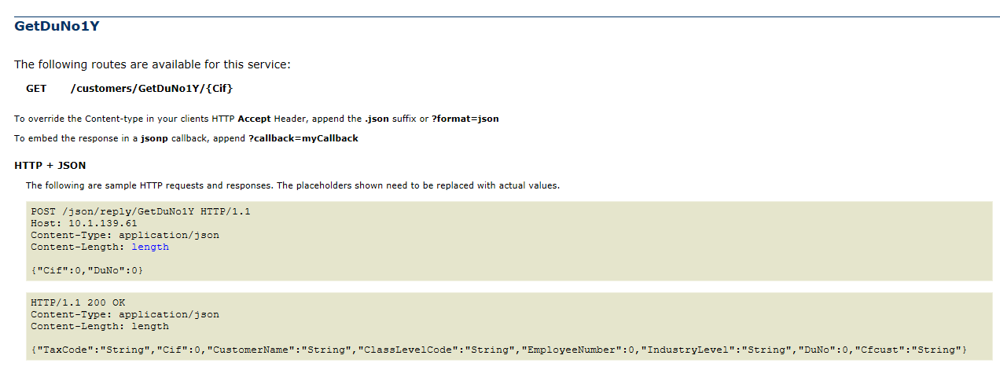 GetDuNo1Y
The following routes are available for this service:
GET /customers/GetDuNo1Y/{Cif}
To override the Content-type in your clients HTTP Accept Header, append the .json suffix or ?format=json
To embed the response in a jsonp callback, append ?callback=myCallback
HTTP + JSON
The following are sample HTTP requests and responses. The placeholders shown need to be replaced with actual values.
POST /json/reply/GetDuNo1Y HTTP/1.1
Host: 10.1.139.61
Content-Type: application/json
Content-Length: length
{"Cif":0,"DuNo":0}
HTTP/1.1 200 OK
Content-Type: application/json
Content-Length: length
{"TaxCode":"String","Cif":0,"CustomerName":"String","ClassLevelCode":"String","EmployeeNumber":0,"IndustryLevel":"String","DuNo":0,"Cfcust":"String"}